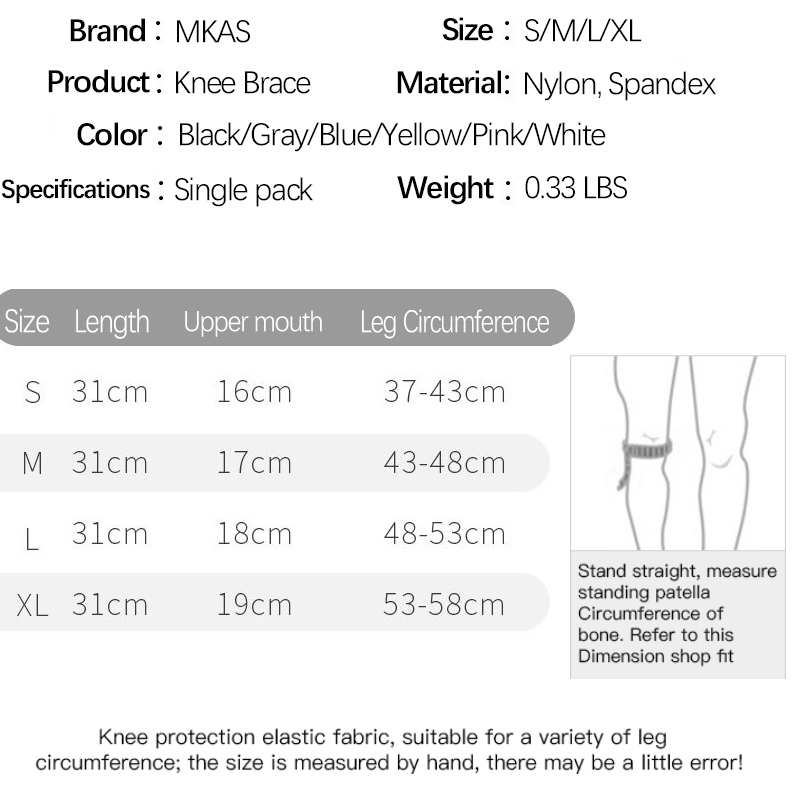 Brand : MKAS Size : S/M/L/XL
Product : Knee Brace Material: Nylon, Spandex
Color : Black/Gray/Blue/Yellow/Pink/White
Specifications : Single pack Weight : 0.33 LBS
Size Length Upper mouth Leg Circumference
S 31cm 16cm 37-43cm
M 31cm 17cm 43-48cm
L 31cm 18cm 48-53cm
XL 31cm 19cm 53-58cm
Stand straight, measure
standing patella
Circumference of
bone. Refer to this
Dimension shop fit
Knee protection elastic fabric, suitable for a variety of leg
circumference; the size is measured by hand, there may be a little error!